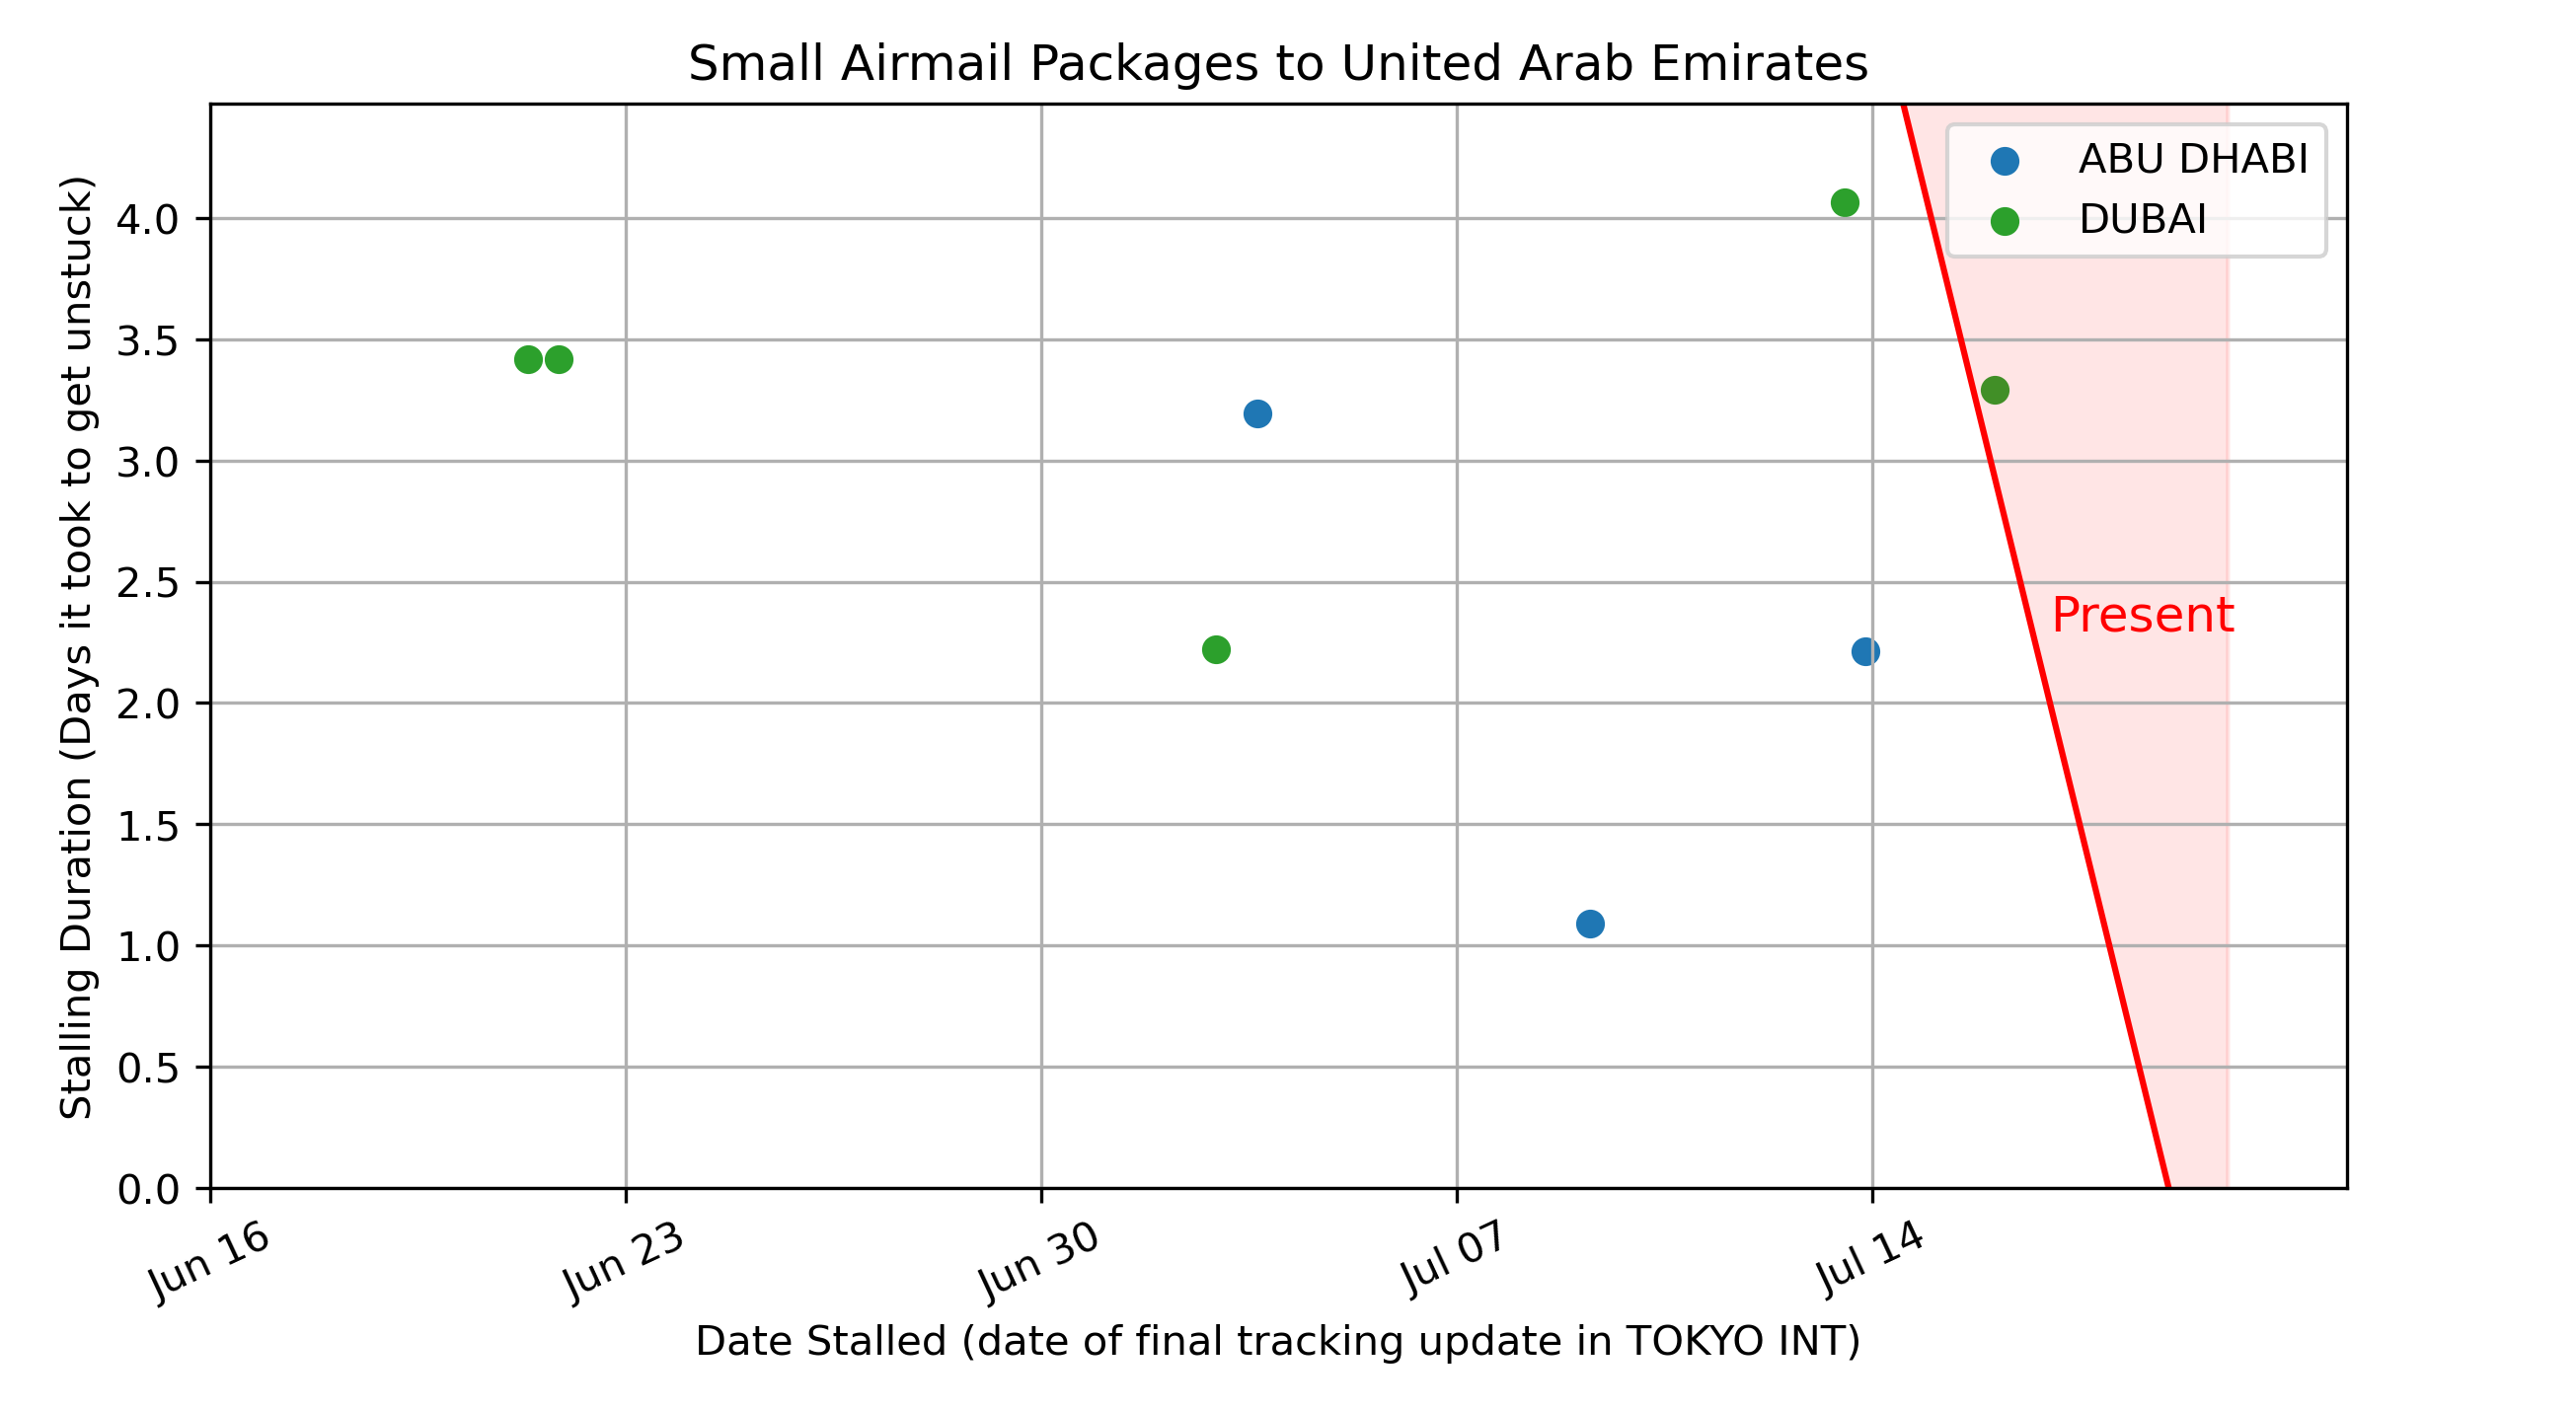 Small Airmail Packages to United Arab Emirates
ABU DHABI
DUBAI
Present
Stalling Duration (Days it took to get unstuck)
4.0
3.5
3.0
2.5
2.0
1.5
1.0
0.5
0.0
Jun 16
Jun 23
Jun 30
Jul 07
Jul 14
Date Stalled (date of final tracking update in TOKYO INT)